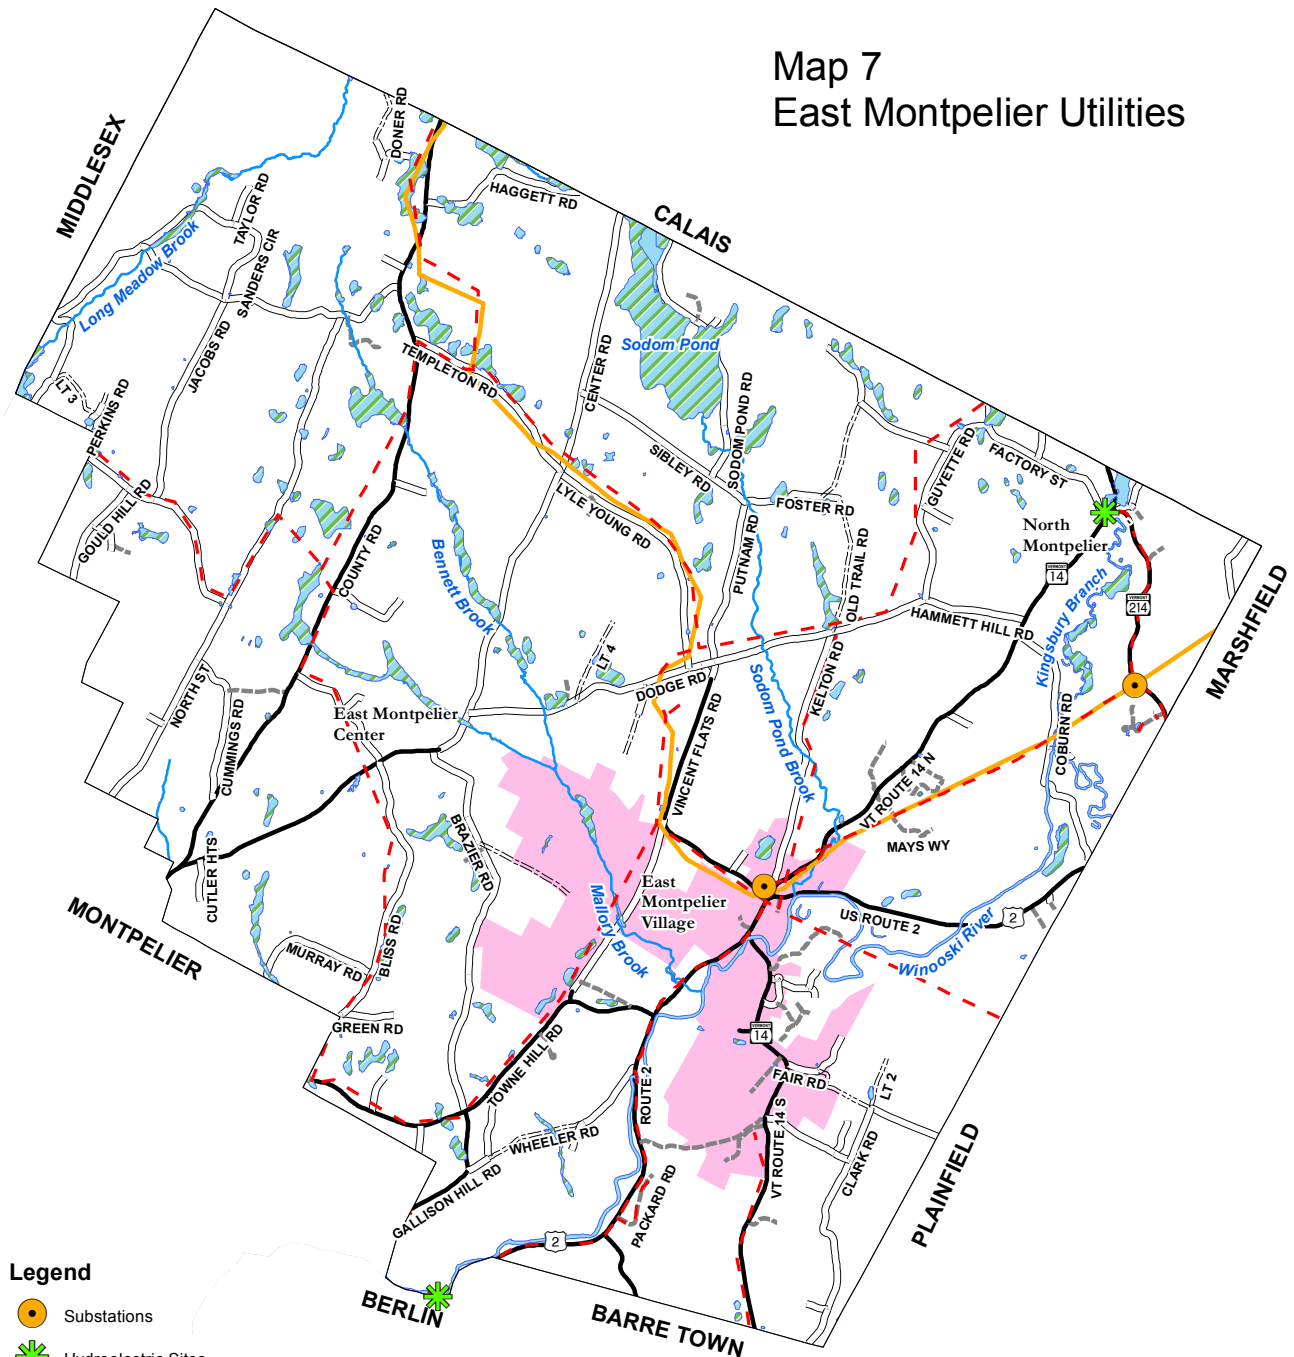 Map 7
East Montpelier Utilities
MIDDLESEX
DONER RD
HAGGETT RD
CALAIS
TAYLOR RD
Long Meadow Brook
SANDERS CIR
JACOBS RD
LT 3
PERKINS RD
GOULD HILL RD
TEMPLETON RD
CENTER RD
Sodom Pond
SODOM POND RD
SIBLEY RD
FOSTER RD
LYLE YOUNG RD
PUTNAM RD
OLD TRAIL RD
GUYETTE RD
FACTORY ST
North
Montpelier
VERMONT
14
VERMONT
214
Kingsbury Branch
HAMMETT HILL RD
MARSHFIELD
COUNTY RD
Bennett Brook
LT 4
DODGE RD
KELTON RD
Sodom Pond Brook
NORTH ST
CUMMINGS RD
East Montpelier
Center
VINCENT FLATS RD
COBURN RD
VT ROUTE 14 N
MAYS WY
CUTLER HTS
BRAZIER RD
East
Montpelier
Village
Mallory Brook
US ROUTE 2
2
Winooski River
MONTPELIER
MURRAY RD
BLISS RD
GREEN RD
TOWNE HILL RD
ROUTE 2
VERMONT
14
FAIR RD
LT 2
VT ROUTE 14 S
CLARK RD
WHEELER RD
GALLISON HILL RD
PACKARD RD
PLAINFIELD
2
BERLIN
BARRE TOWN
Legend
Substations
Hydroelectric Sites